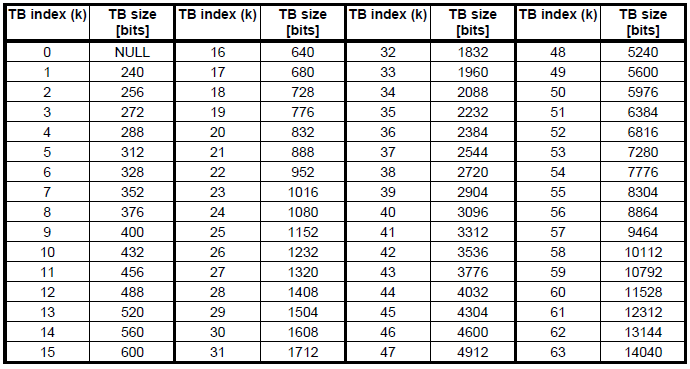 TB index (k) TB size [bits] TB index (k) TB size [bits] TB index (k) TB size [bits] TB index (k) TB size [bits]
0 NULL 16 640 32 1832 48 5240
1 240 17 680 33 1960 49 5600
2 256 18 728 34 2088 50 5976
3 272 19 776 35 2232 51 6384
4 288 20 832 36 2384 52 6816
5 312 21 888 37 2544 53 7280
6 328 22 952 38 2720 54 7776
7 352 23 1016 39 2904 55 8304
8 376 24 1080 40 3096 56 8864
9 400 25 1152 41 3312 57 9464
10 432 26 1232 42 3536 58 10112
11 456 27 1320 43 3776 59 10792
12 488 28 1408 44 4032 60 11528
13 520 29 1504 45 4304 61 12312
14 560 30 1608 46 4600 62 13144
15 600 31 1712 47 4912 63 14040